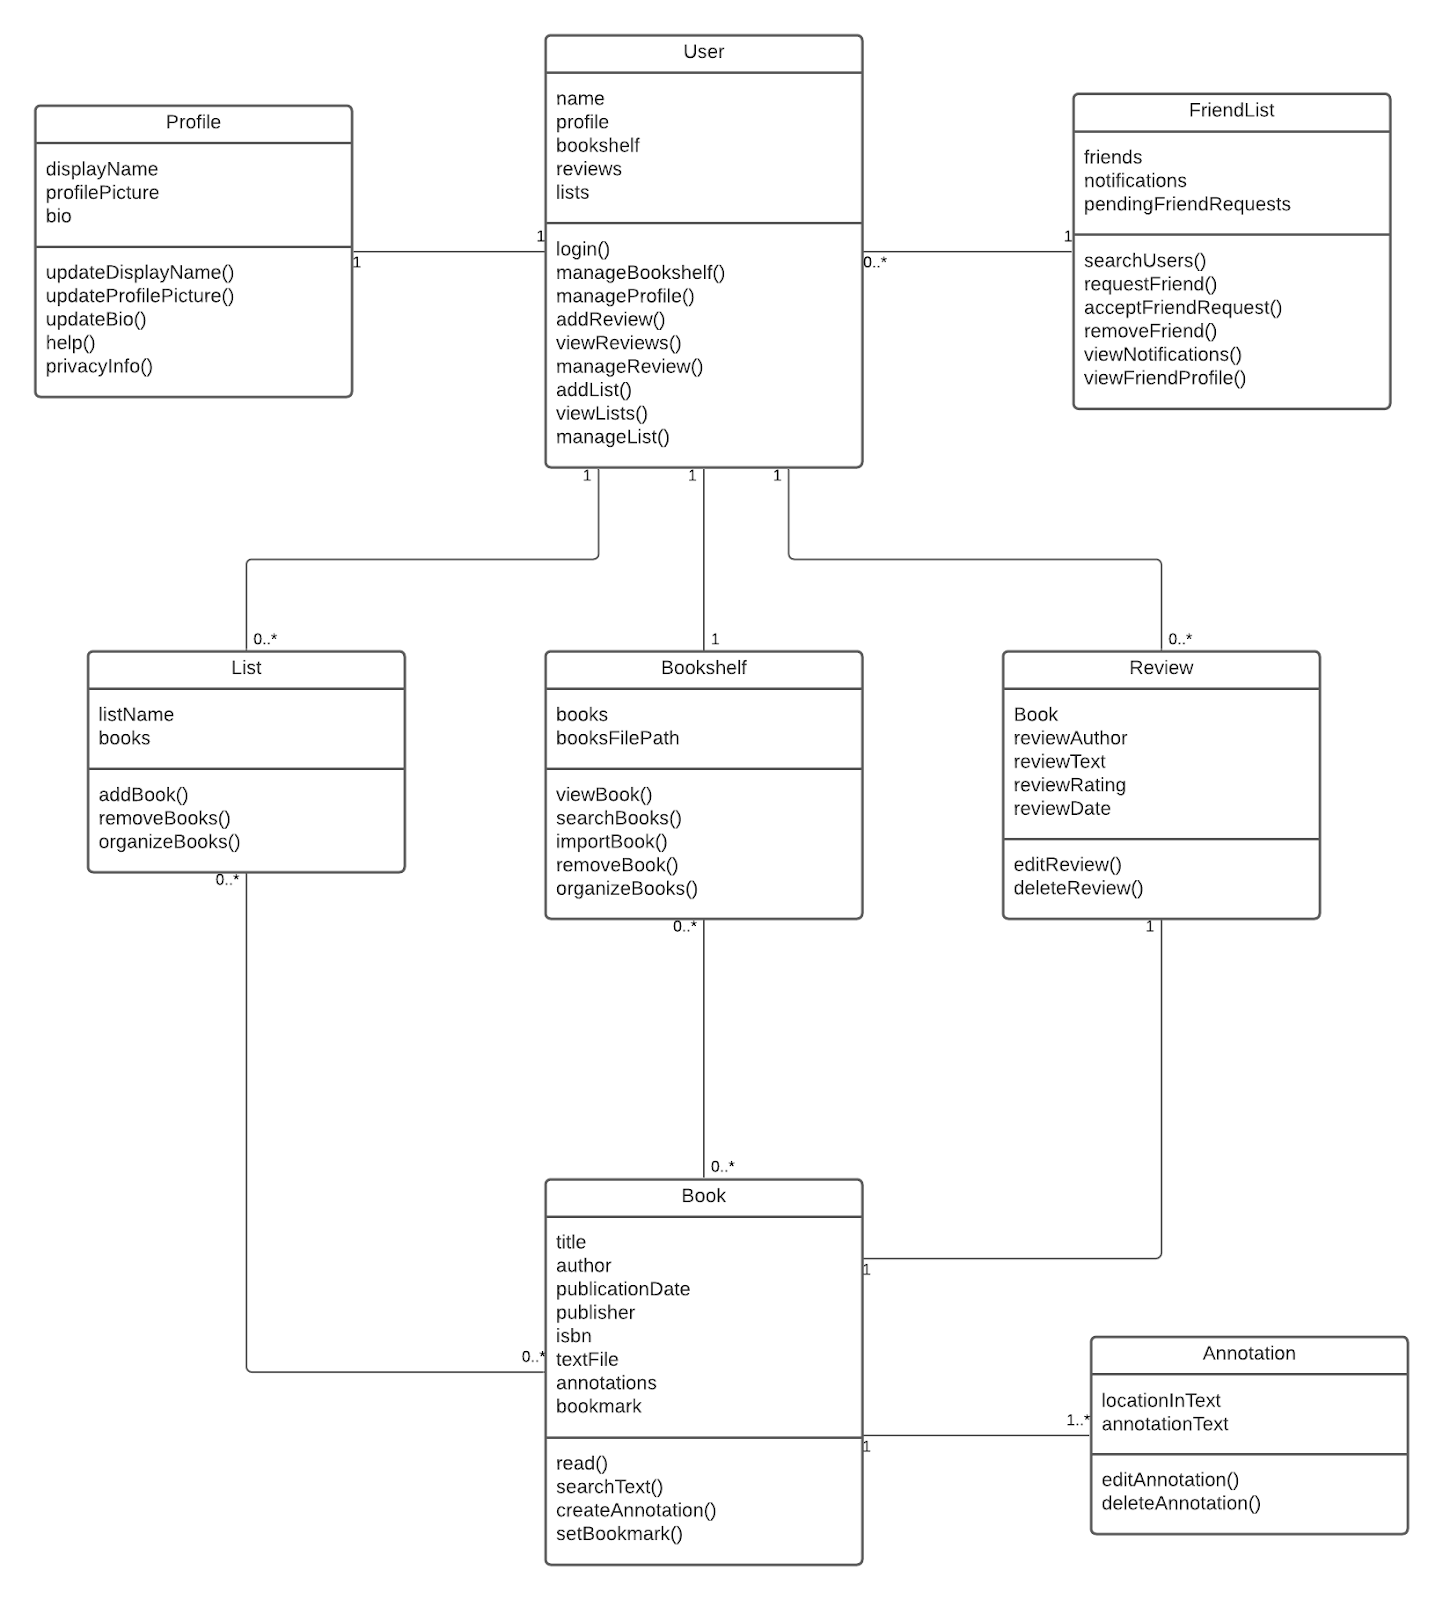 User
name
profile
bookshelf
reviews
lists
login()
manageBookshelf()
manageProfile()
addReview()
viewReviews()
manageReview()
addList()
viewLists()
manageList()
Profile
displayName
profilePicture
bio
updateDisplayName()
updateProfilePicture()
updateBio()
help()
privacyInfo()
FriendList
friends
notifications
pendingFriendRequests
searchUsers()
requestFriend()
acceptFriendRequest()
removeFriend()
viewNotifications()
viewFriendProfile()
1
1
0..*
1
1
1
1
0..*
1
0..*
List
listName
books
addBook()
removeBooks()
organizeBooks()
Bookshelf
books
booksFilePath
viewBook()
searchBooks()
importBook()
removeBook()
organizeBooks()
Review
Book
reviewAuthor
reviewText
reviewRating
reviewDate
editReview()
deleteReview()
0..*
0..*
1
0..*
1
0..*
Book
title
author
publicationDate
publisher
isbn
textFile
annotations
bookmark
read()
searchText()
createAnnotation()
setBookmark()
1
1..*
Annotation
locationInText
annotationText
editAnnotation()
deleteAnnotation()